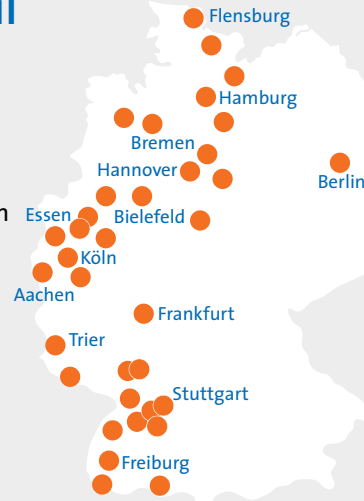 Flensburg
Hamburg
Bremen
Hannover
Berlin
Essen
Bielefeld
Köln
Aachen
Frankfurt
Trier
Stuttgart
Freiburg